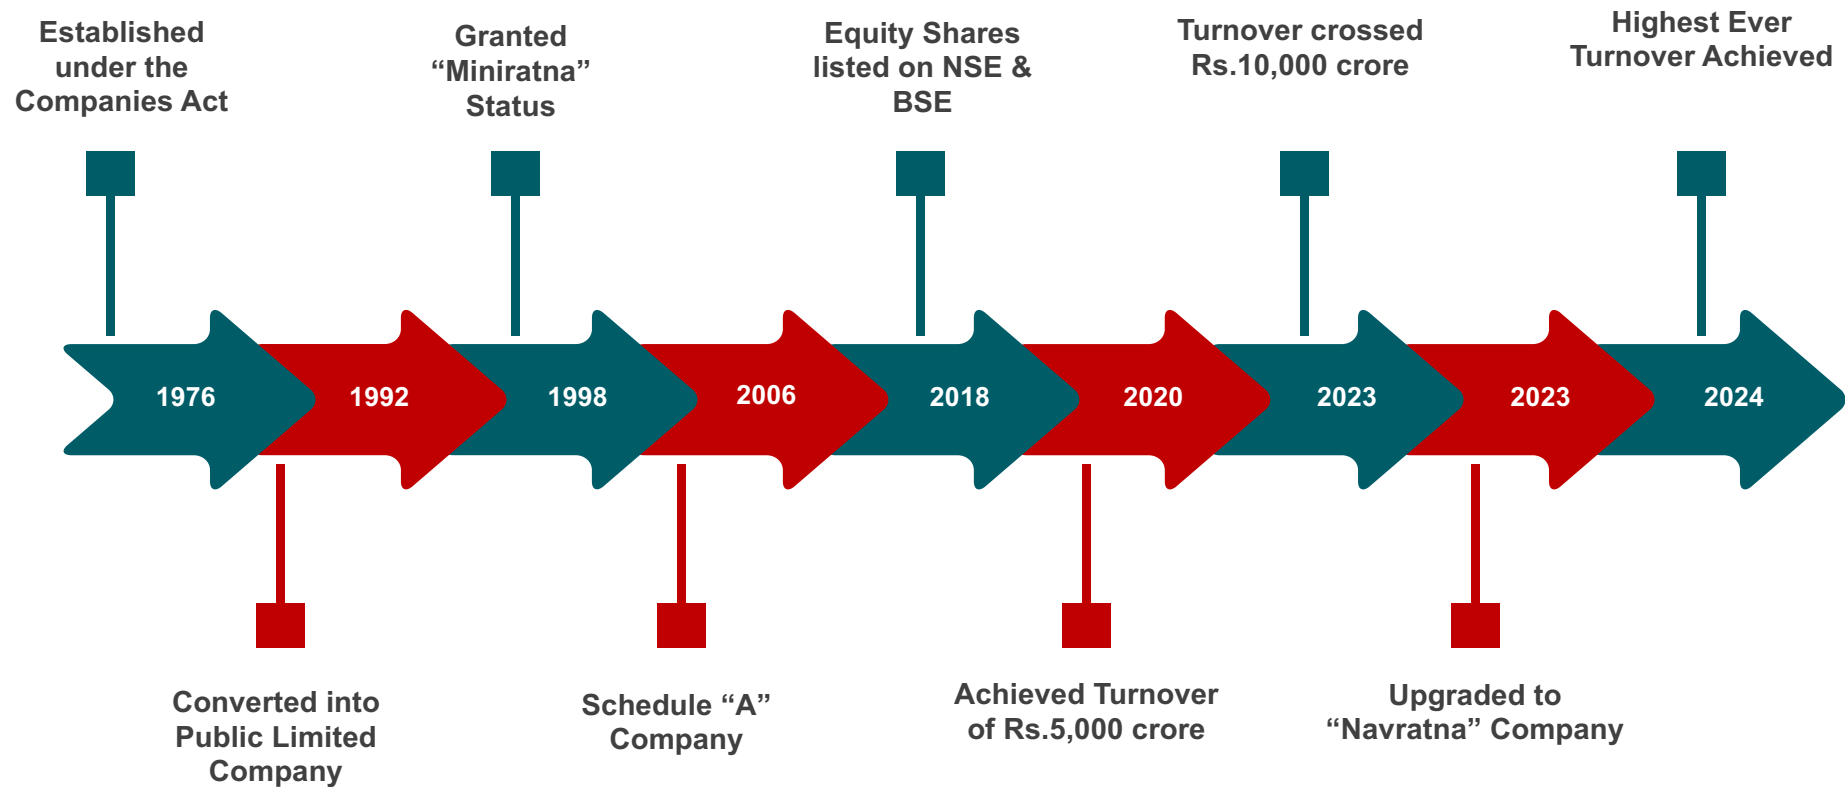 Established
under the
Companies Act
Granted
“Miniratna”
Status
Equity Shares
listed on NSE &
BSE
Turnover crossed
Rs.10,000 crore
Highest Ever
Turnover Achieved
1976
1992
1998
2006
2018
2020
2023
2023
2024
Converted into
Public Limited
Company
Schedule “A”
Company
Achieved Turnover
of Rs.5,000 crore
Upgraded to
“Navratna” Company